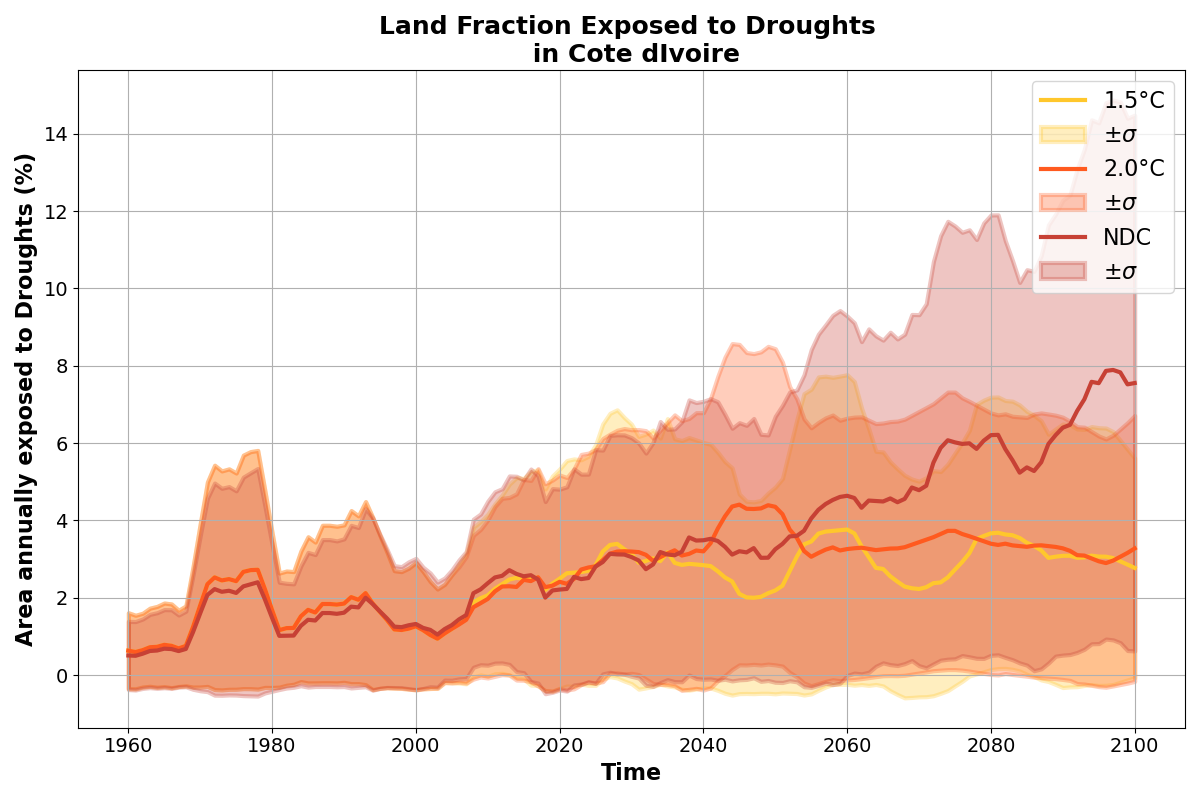 Land Fraction Exposed to Droughts
in Cote dIvoire
1.5°C
±σ
2.0°C
±σ
NDC
±σ
Area annually exposed to Droughts (%)
14
12
10
8
6
4
2
0
1960 1980 2000 2020 2040 2060 2080 2100
Time